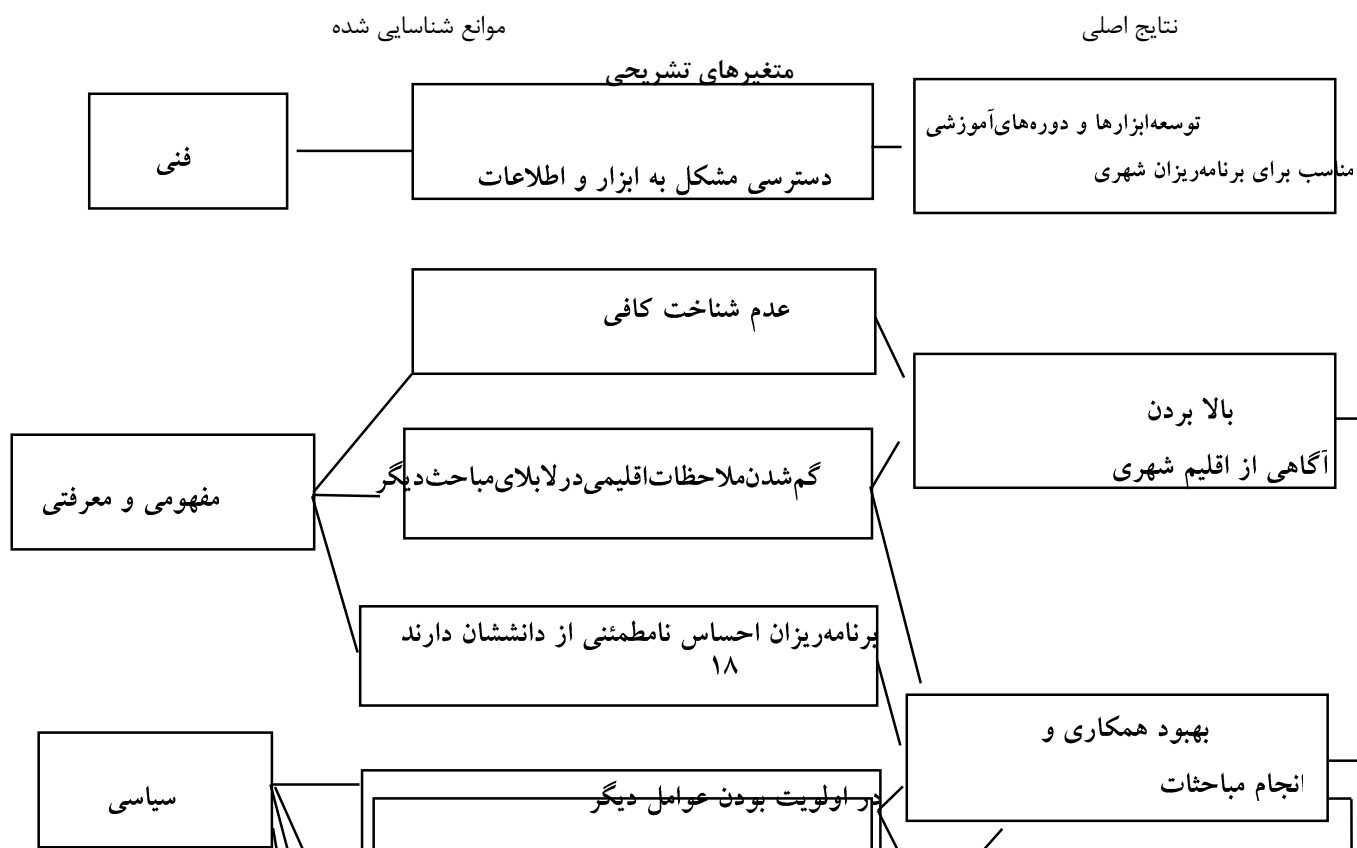 نتایج اصلی
موانع شناسایی شده
متغیرهای تشریحی
توسعه‌ابزارها و دوره‌های‌آموزشی
مناسب برای برنامه‌ریزان شهری
دسترسی مشکل به ابزار و اطلاعات
فنی
عدم شناخت کافی
بالا بردن
آگاهی از اقلیم شهری
گم‌شدن‌ملاحظات‌اقلیمی‌در‌لابلای‌مباحث‌دیگر
مفهومی و معرفتی
برنامه‌ریزان احساس نامطمئنی از دانششان دارند
۱۸
بهبود همکاری و
انجام مباحثات
در اولویت بودن عوامل دیگر
سیاسی